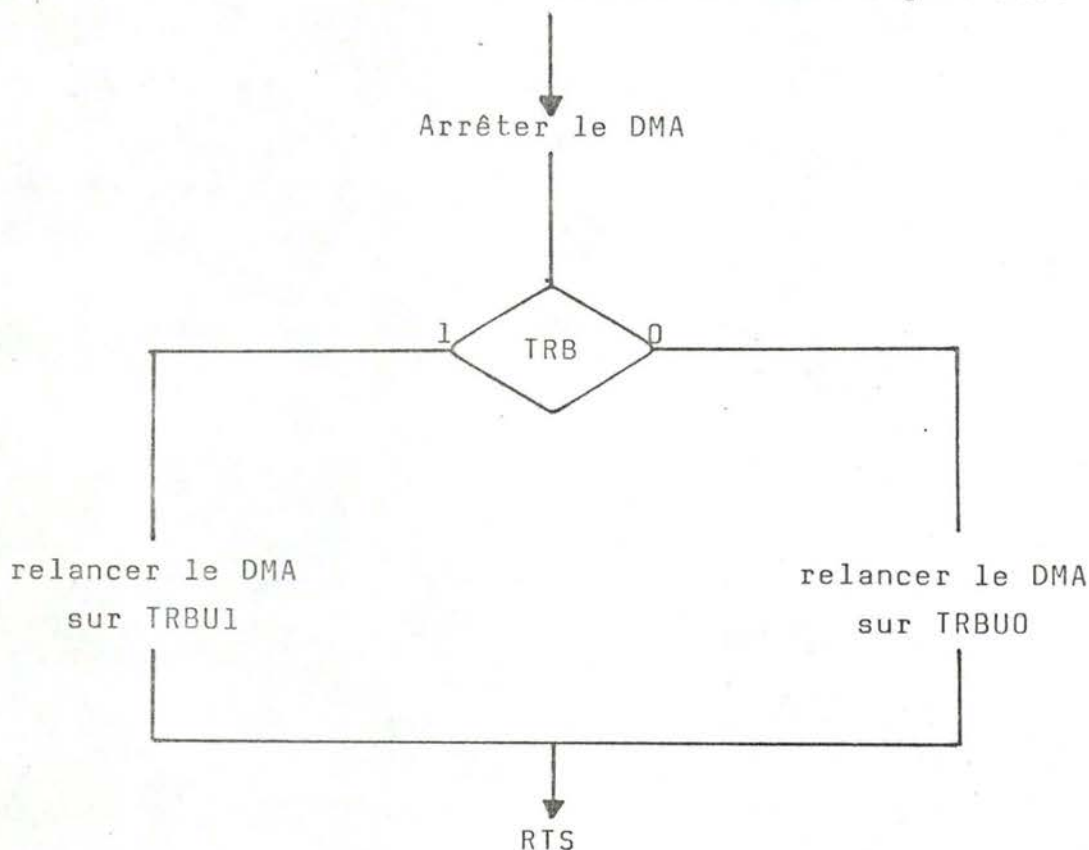 Arrêter le DMA
1
0
TRB
relancer le DMA
sur TRBU1
relancer le DMA
sur TRBU0
RTS